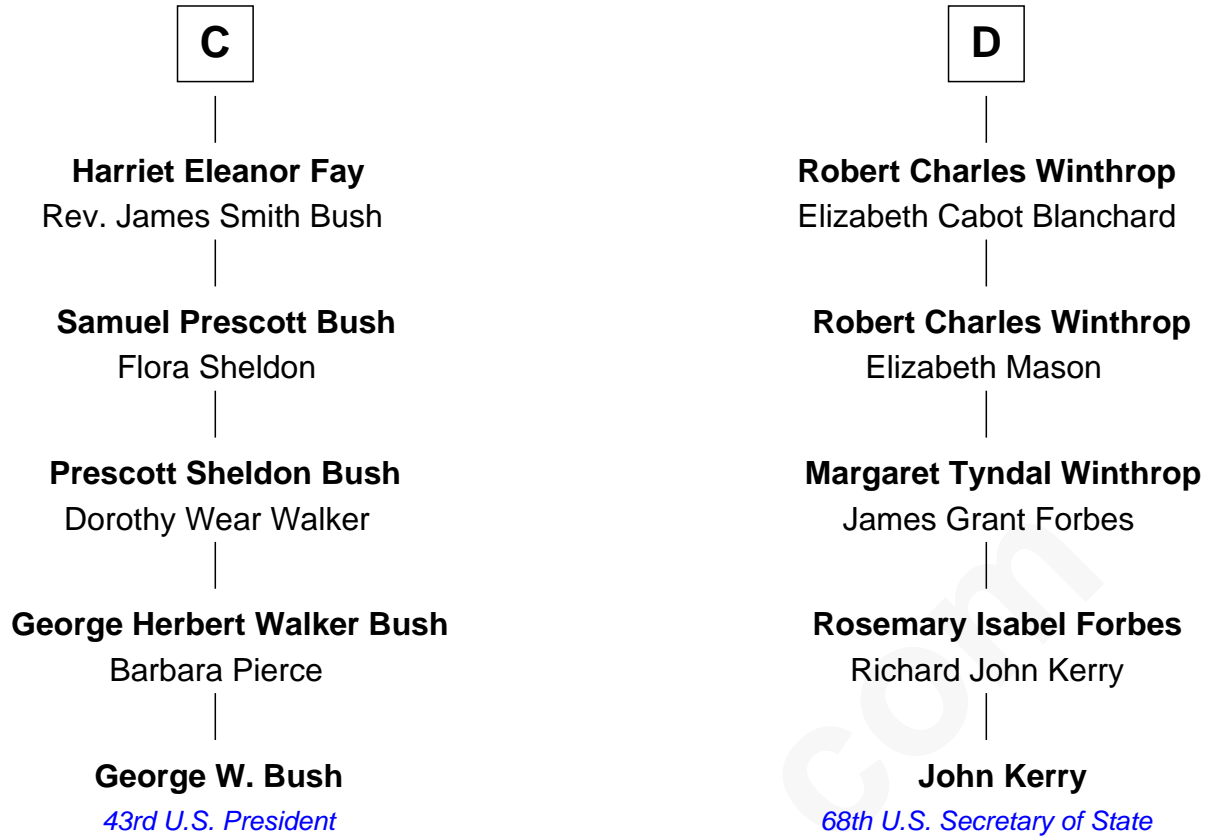 C
Harriet Eleanor Fay
Rev. James Smith Bush
Samuel Prescott Bush
Flora Sheldon
Prescott Sheldon Bush
Dorothy Wear Walker
George Herbert Walker Bush
Barbara Pierce
George W. Bush
43rd U.S. President
D
Robert Charles Winthrop
Elizabeth Cabot Blanchard
Robert Charles Winthrop
Elizabeth Mason
Margaret Tyndal Winthrop
James Grant Forbes
Rosemary Isabel Forbes
Richard John Kerry
John Kerry
68th U.S. Secretary of State
com